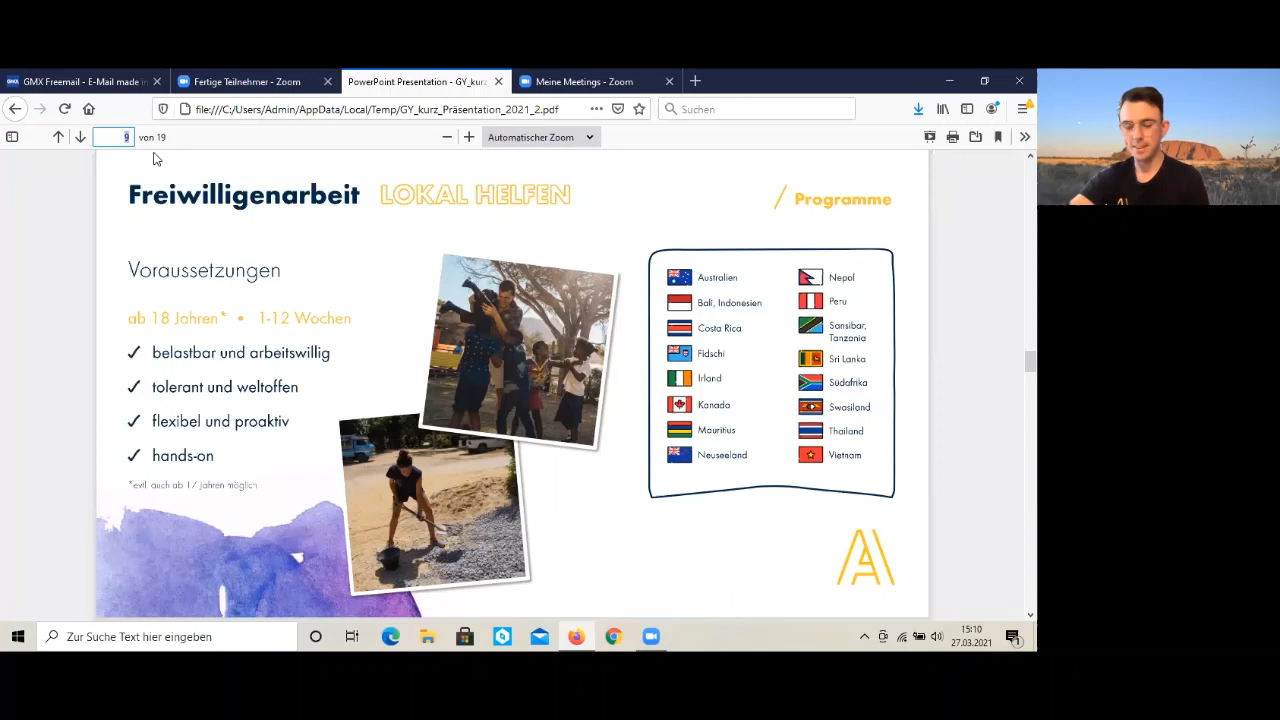 GMX Freemail - E-Mail made in
Fertige Teilnehmer - Zoom
PowerPoint Presentation - GY_kurz
Meine Meetings - Zoom
file:///C:/Users/Admin/AppData/Local/Temp/GY_kurz_Präsentation_2021_2.pdf
Suchen
9 von 19
Automatischer Zoom
Freiwilligenarbeit LOKAL HELFEN
/ Programme
Voraussetzungen
ab 18 Jahren* • 1-12 Wochen
✓ belastbar und arbeitswillig
✓ tolerant und weltoffen
✓ flexibel und proaktiv
✓ hands-on
*evtl. auch ab 17 Jahren möglich
Australien
Bali, Indonesien
Costa Rica
Fidschi
Irland
Kanada
Mauritius
Neuseeland
Nepal
Peru
Sansibar,
Tanzania
Sri Lanka
Südafrika
Swasiland
Thailand
Vietnam
Zur Suche Text hier eingeben
15:10
27.03.2021